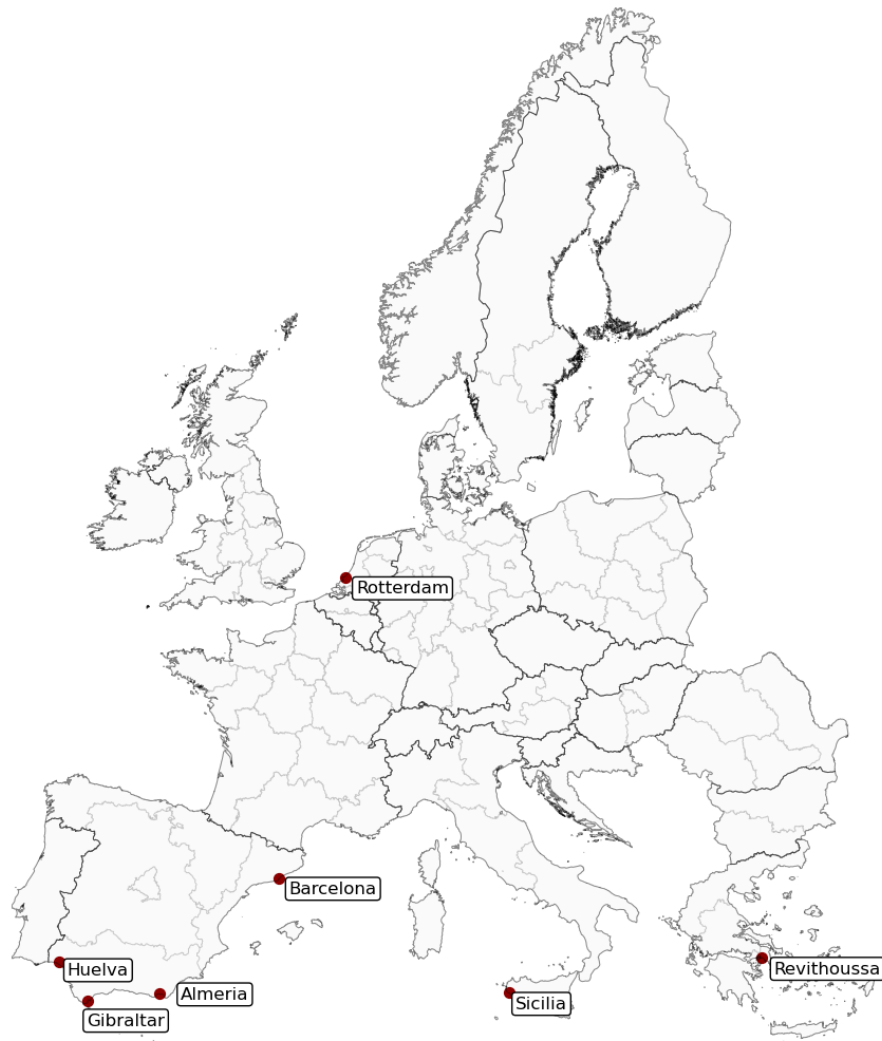 Rotterdam
Barcelona
Huelva
Revithoussa
Almeria
Sicilia
Gibraltar